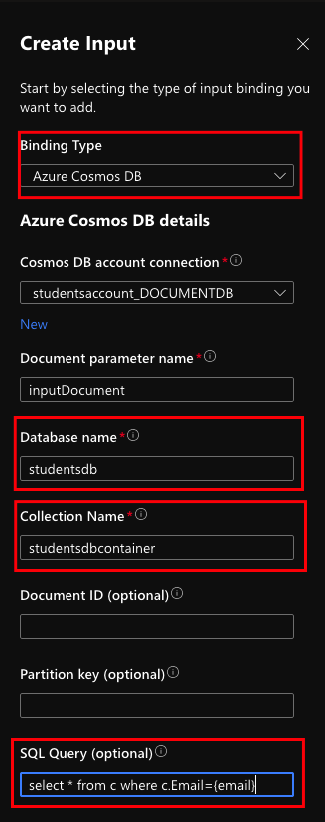 Create Input
Start by selecting the type of input binding you
want to add.
Binding Type
Azure Cosmos DB
Azure Cosmos DB details
Cosmos DB account connection *
studentsaccount_DOCUMENTDB
New
Document parameter name *
inputDocument
Database name *
studentsdb
Collection Name *
studentsdbcontainer
Document ID (optional)
Partition key (optional)
SQL Query (optional)
select * from c where c.Email={email}